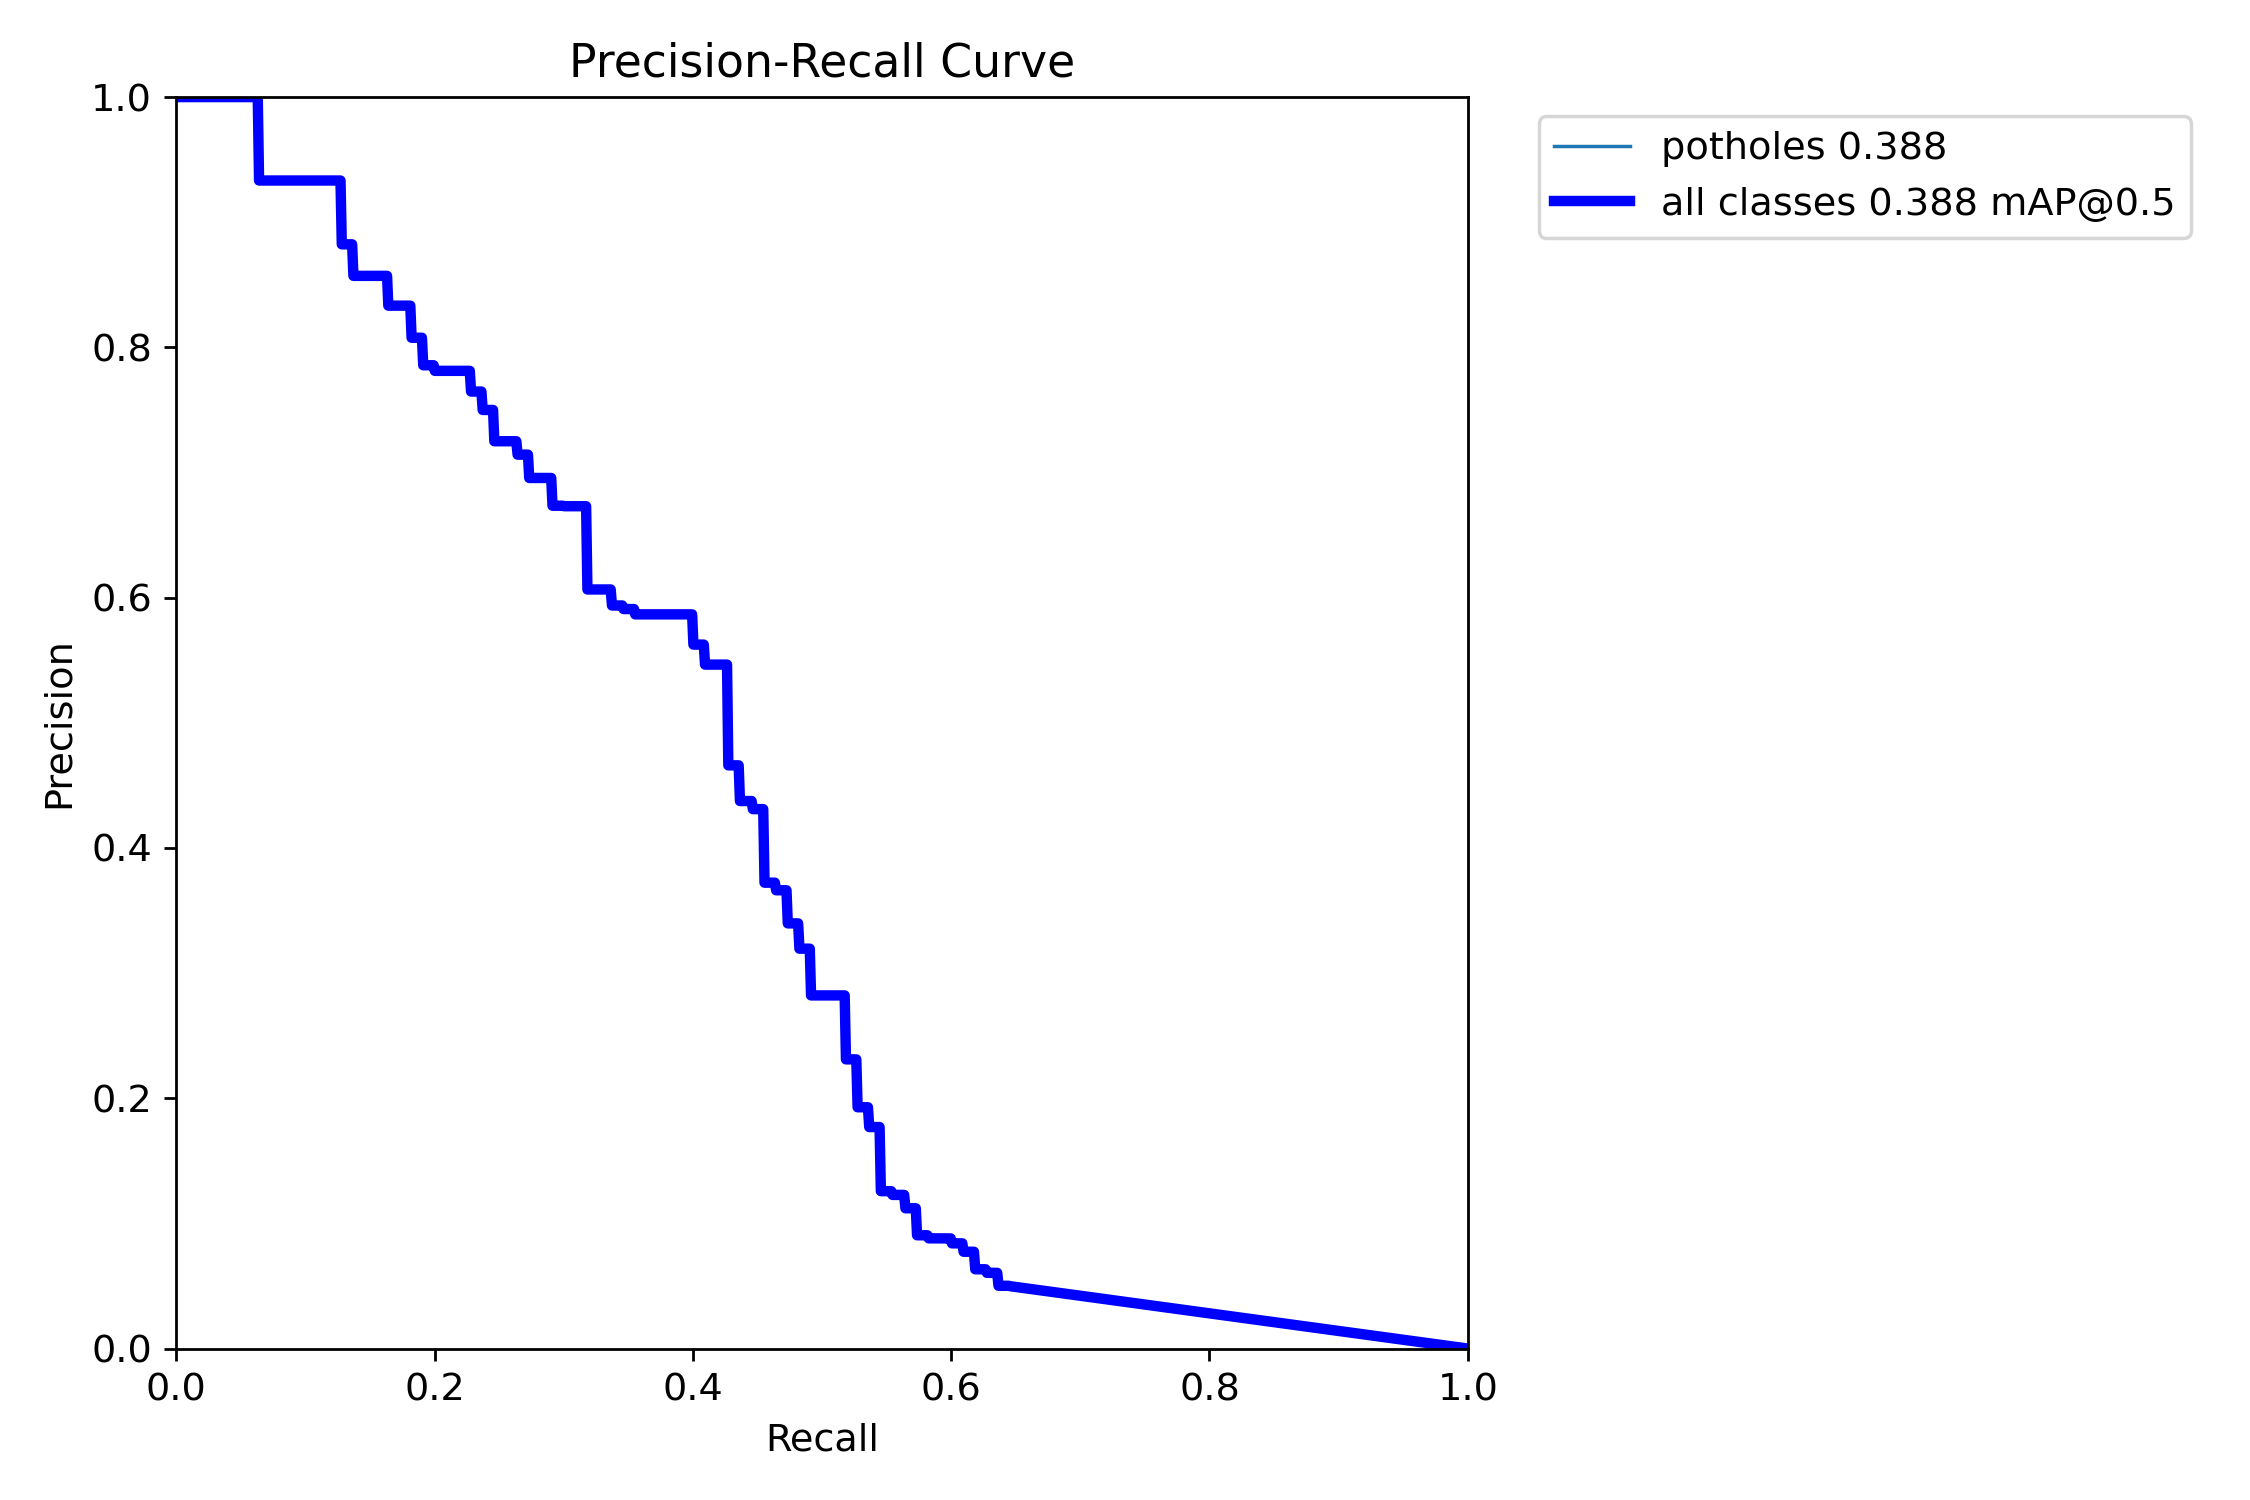 Precision-Recall Curve
1.0
0.8
0.6
0.4
0.2
0.0
Precision
0.0 0.2 0.4 0.6 0.8 1.0
Recall
potholes 0.388
all classes 0.388 mAP@0.5